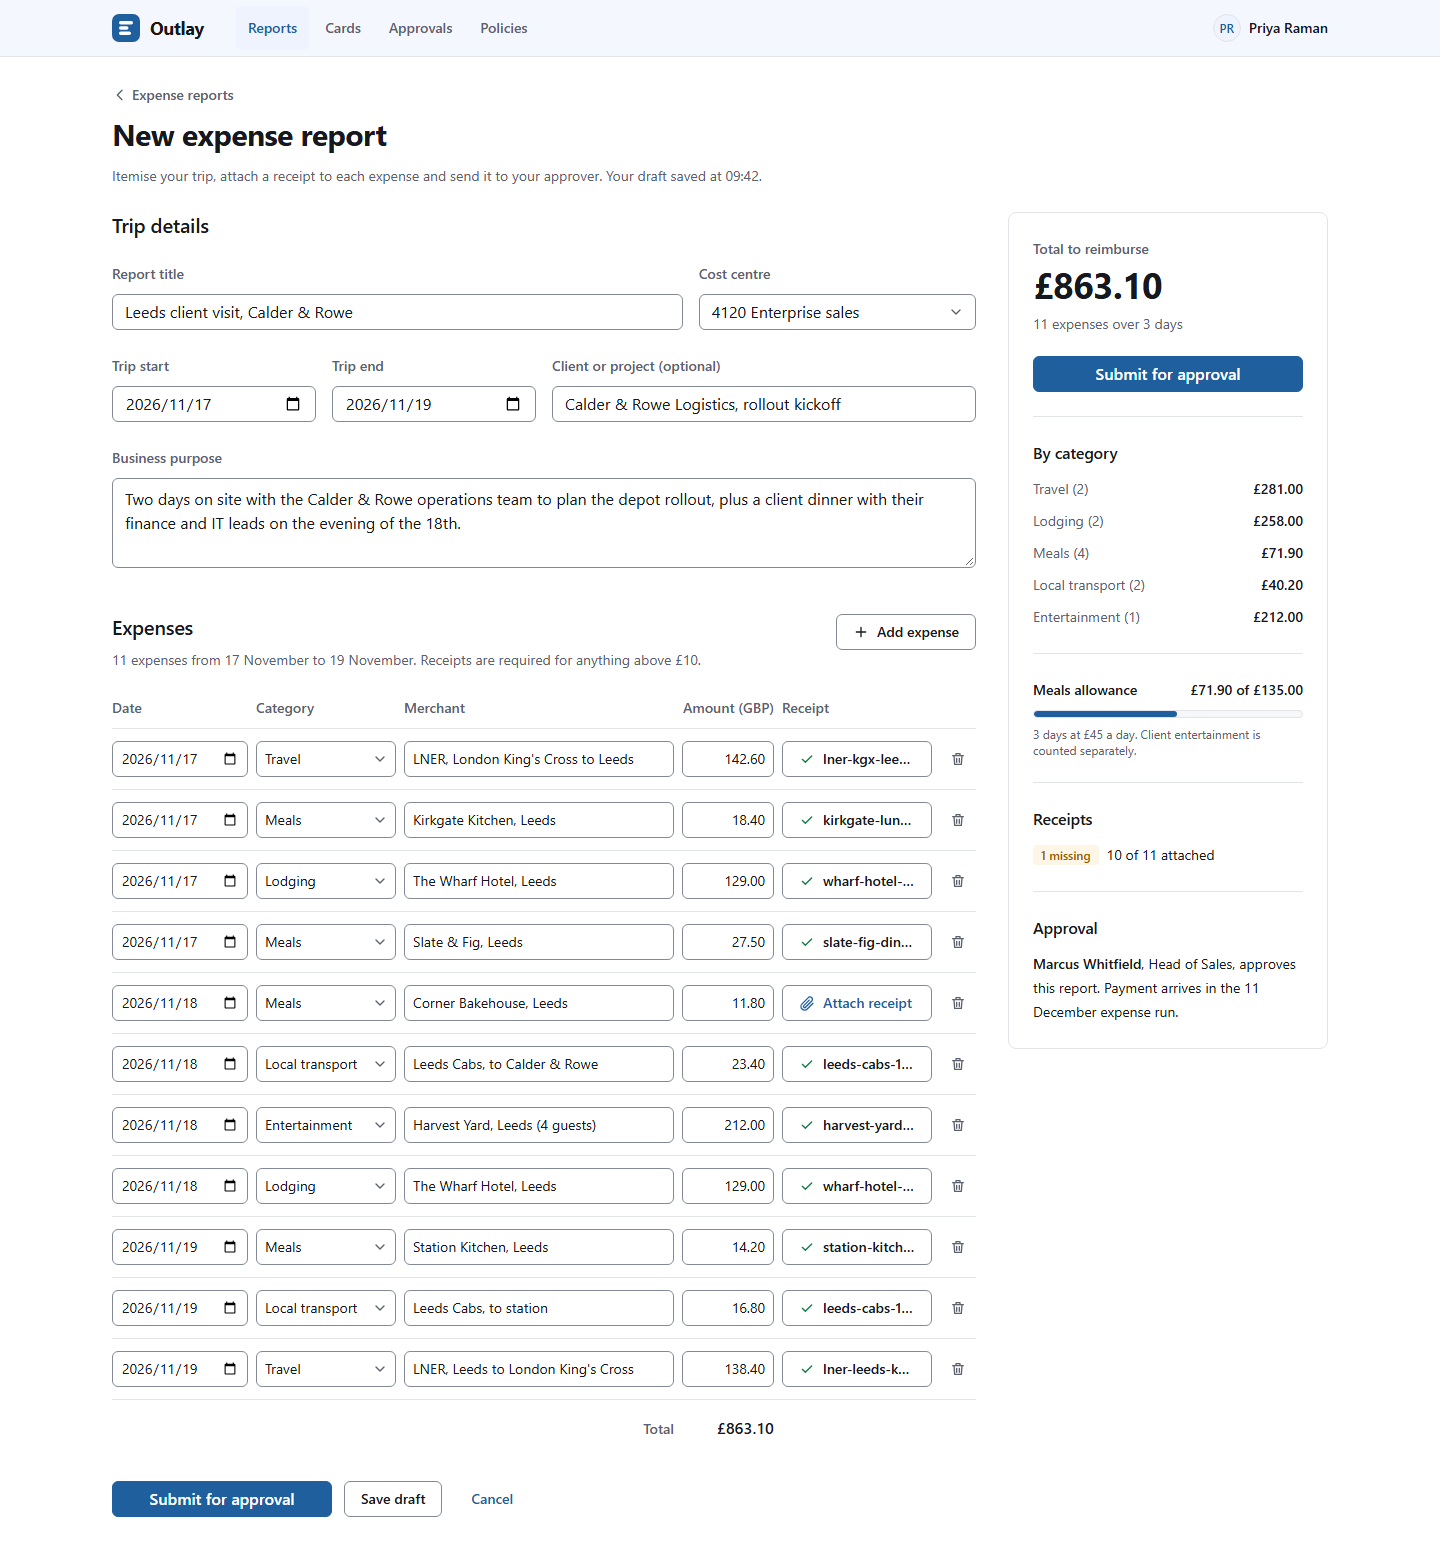 Outlay
Reports
Cards
Approvals
Policies
PR
Priya Raman
Expense reports
New expense report
Itemise your trip, attach a receipt to each expense and send it to your approver. Your draft saved at 09:42.
Trip details
Report title
Cost centre
Leeds client visit, Calder & Rowe
4120 Enterprise sales
Trip start
Trip end
Client or project (optional)
2026/11/17
2026/11/19
Calder & Rowe Logistics, rollout kickoff
Business purpose
Two days on site with the Calder & Rowe operations team to plan the depot rollout, plus a client dinner with their
finance and IT leads on the evening of the 18th.
Expenses
Add expense
11 expenses from 17 November to 19 November. Receipts are required for anything above £10.
Date Category Merchant Amount (GBP) Receipt
2026/11/17 Travel LNER, London King's Cross to Leeds 142.60 lner-kgx-lee...
2026/11/17 Meals Kirkgate Kitchen, Leeds 18.40 kirkgate-lun...
2026/11/17 Lodging The Wharf Hotel, Leeds 129.00 wharf-hotel-...
2026/11/17 Meals Slate & Fig, Leeds 27.50 slate-fig-din...
2026/11/18 Meals Corner Bakehouse, Leeds 11.80 Attach receipt
2026/11/18 Local transport Leeds Cabs, to Calder & Rowe 23.40 leeds-cabs-1...
2026/11/18 Entertainment Harvest Yard, Leeds (4 guests) 212.00 harvest-yard...
2026/11/18 Lodging The Wharf Hotel, Leeds 129.00 wharf-hotel-...
2026/11/19 Meals Station Kitchen, Leeds 14.20 station-kitch...
2026/11/19 Local transport Leeds Cabs, to station 16.80 leeds-cabs-1...
2026/11/19 Travel LNER, Leeds to London King's Cross 138.40 lner-leeds-k...
Total £863.10
Submit for approval
Save draft
Cancel
Total to reimburse
£863.10
11 expenses over 3 days
Submit for approval
By category
Travel (2) £281.00
Lodging (2) £258.00
Meals (4) £71.90
Local transport (2) £40.20
Entertainment (1) £212.00
Meals allowance £71.90 of £135.00
3 days at £45 a day. Client entertainment is
counted separately.
Receipts
1 missing 10 of 11 attached
Approval
Marcus Whitfield, Head of Sales, approves
this report. Payment arrives in the 11
December expense run.